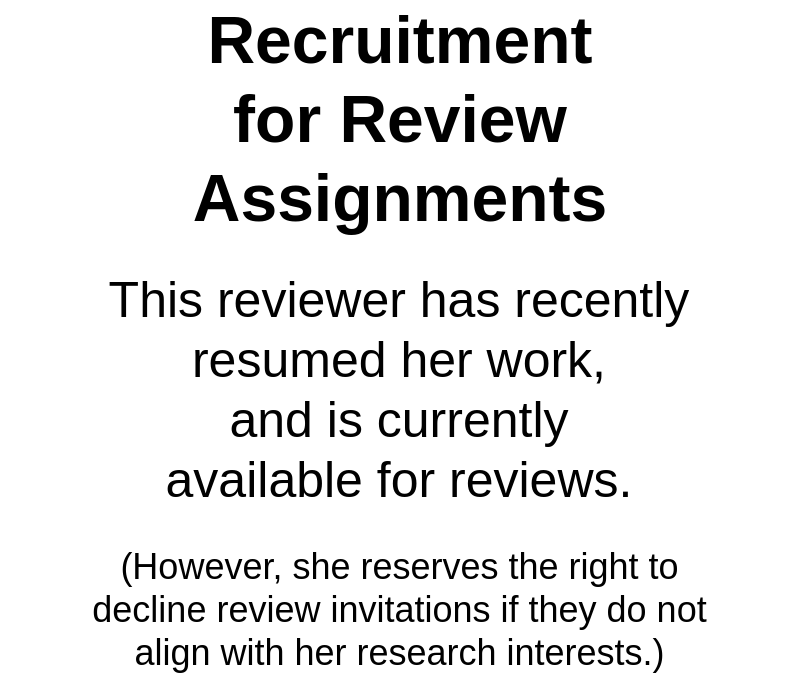 Recruitment
for Review
Assignments
This reviewer has recently
resumed her work,
and is currently
available for reviews.
(However, she reserves the right to
decline review invitations if they do not
align with her research interests.)